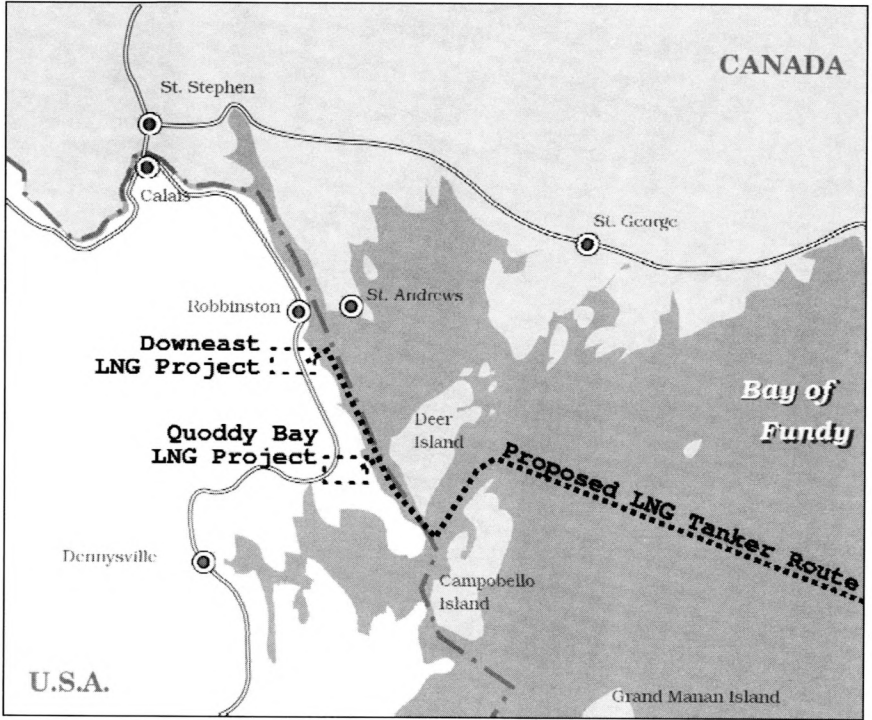 CANADA
St. Stephen
Calais
St. George
Robbinston
St. Andrews
Downeast
LNG Project
Bay of
Fundy
Deer
Island
Quoddy Bay
LNG Project
Proposed LNG Tanker Route
Dennysville
Campobello
Island
U.S.A.
Grand Manan Island